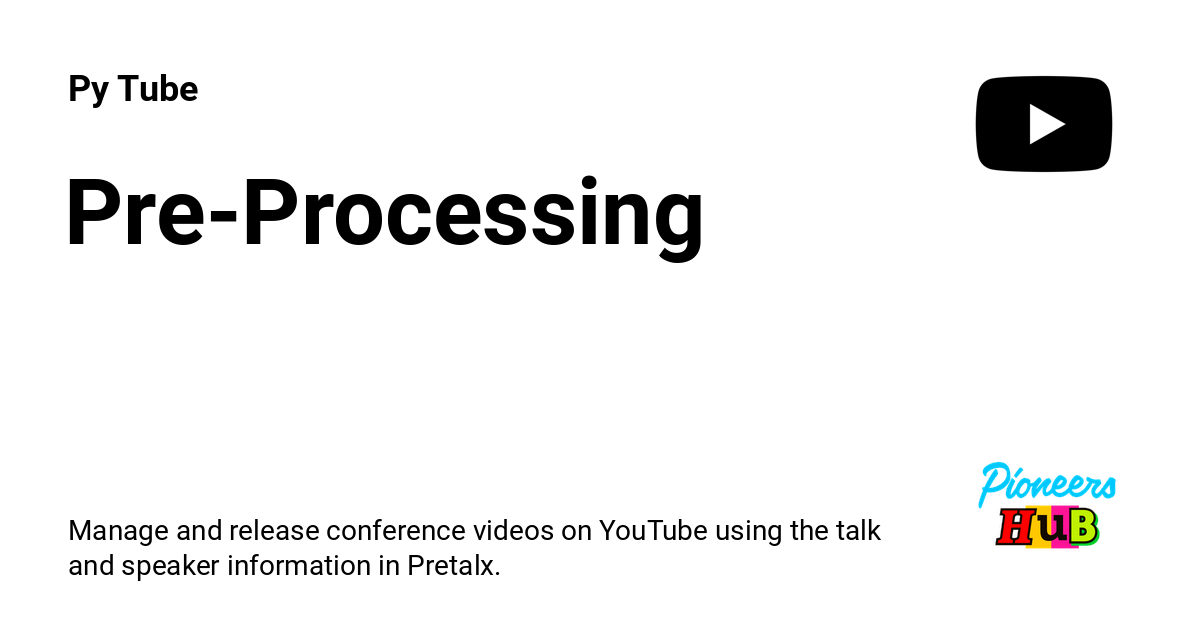 Py Tube
Pre-Processing
Pioneers
HuB
Manage and release conference videos on YouTube using the talk
and speaker information in Pretalx.